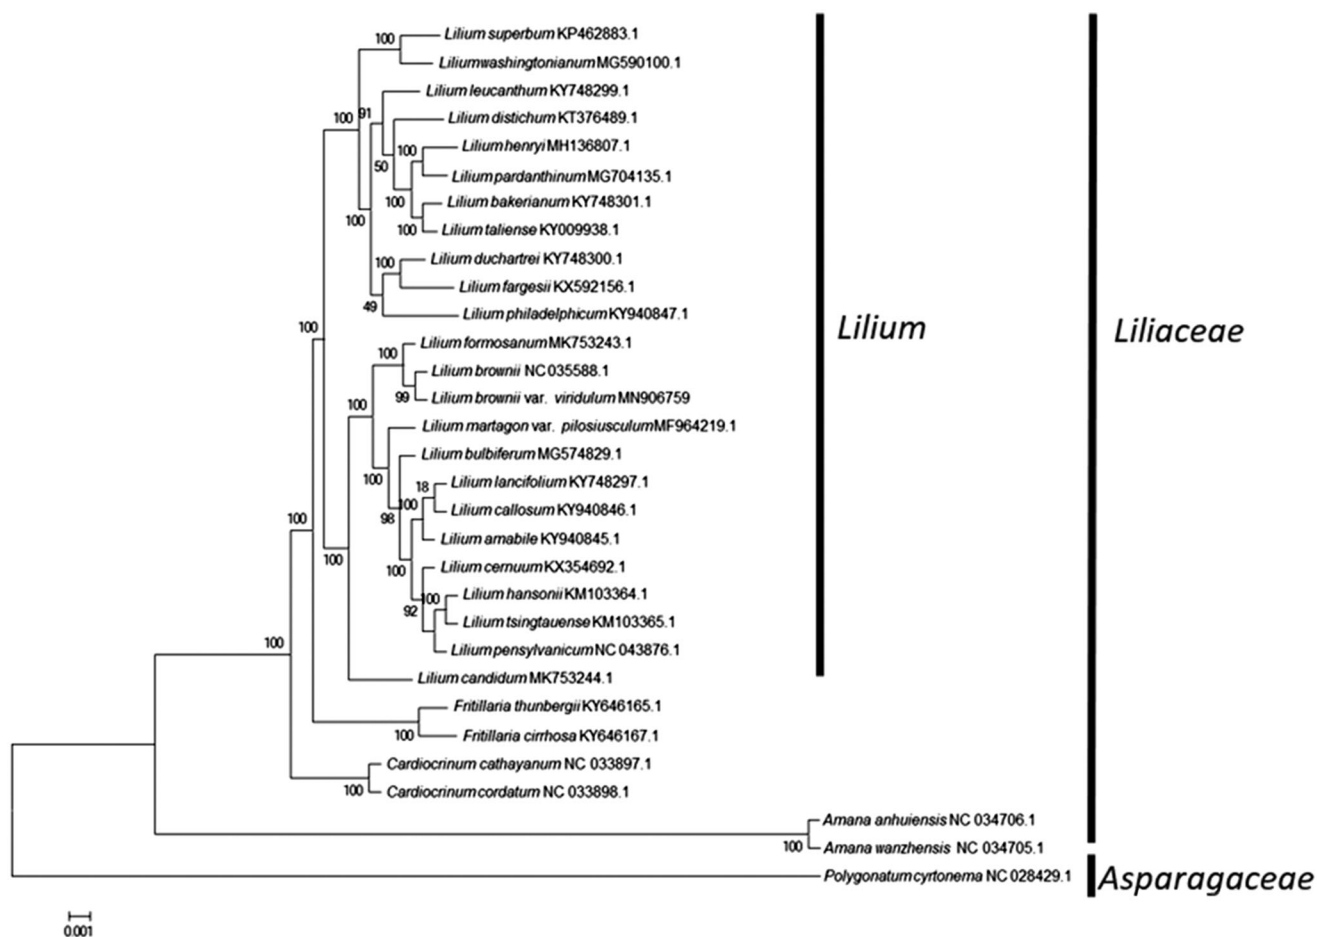 Lilium superbum KP462883.1
100
Liliumwashingtonianum MG590100.1
Lilium leucanthum KY748299.1
91
100
Lilium distichum KT376489.1
Lilium henryi MH136807.1
100
50
Lilium pardanthinum MG704135.1
Lilium bakerianum KY748301.1
100
100
Lilium taliense KY009938.1
100
Lilium duchartrei KY748300.1
100
Lilium fargesii KX592156.1
49
Lilium philadelphicum KY940847.1
100
Lilium
Liliaceae
Lilium formosanum MK753243.1
100
Lilium brownii NC 035588.1
99
Lilium brownii var. viridulum MN906759
100
Lilium martagon var. pilosiusculum MF964219.1
Lilium bulbiferum MG574829.1
100
Lilium lancifolium KY748297.1
18
100
Lilium callosum KY940846.1
98
100
Lilium amabile KY940845.1
100
Lilium cernuum KX354692.1
100
Lilium hansonii KM103364.1
100
92
Lilium tsingtauense KM103365.1
100
Lilium pensylvanicum NC 043876.1
Lilium candidum MK753244.1
Fritillaria thunbergii KY646165.1
100
Fritillaria cirrhosa KY646167.1
Cardiocrinum cathayanum NC 033897.1
100
Cardiocrinum cordatum NC 033898.1
Amana anhuiensis NC 034706.1
100
Amana wanzhensis NC 034705.1
Polygonatum cyrtonema NC 028429.1
Asparagaceae
0.001